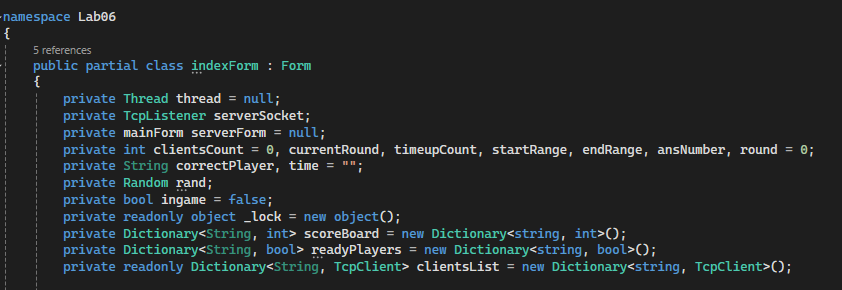 namespace Lab06
{
5 references
public partial class indexForm : Form
{
private Thread thread = null;
private TcpListener serverSocket;
private mainForm serverForm = null;
private int clientsCount = 0, currentRound, timeupCount, startRange, endRange, ansNumber, round = 0;
private String correctPlayer, time = "";
private Random rand;
private bool ingame = false;
private readonly object _lock = new object();
private Dictionary<String, int> scoreBoard = new Dictionary<string, int>();
private Dictionary<String, bool> readyPlayers = new Dictionary<string, bool>();
private readonly Dictionary<String, TcpClient> clientsList = new Dictionary<string, TcpClient>();